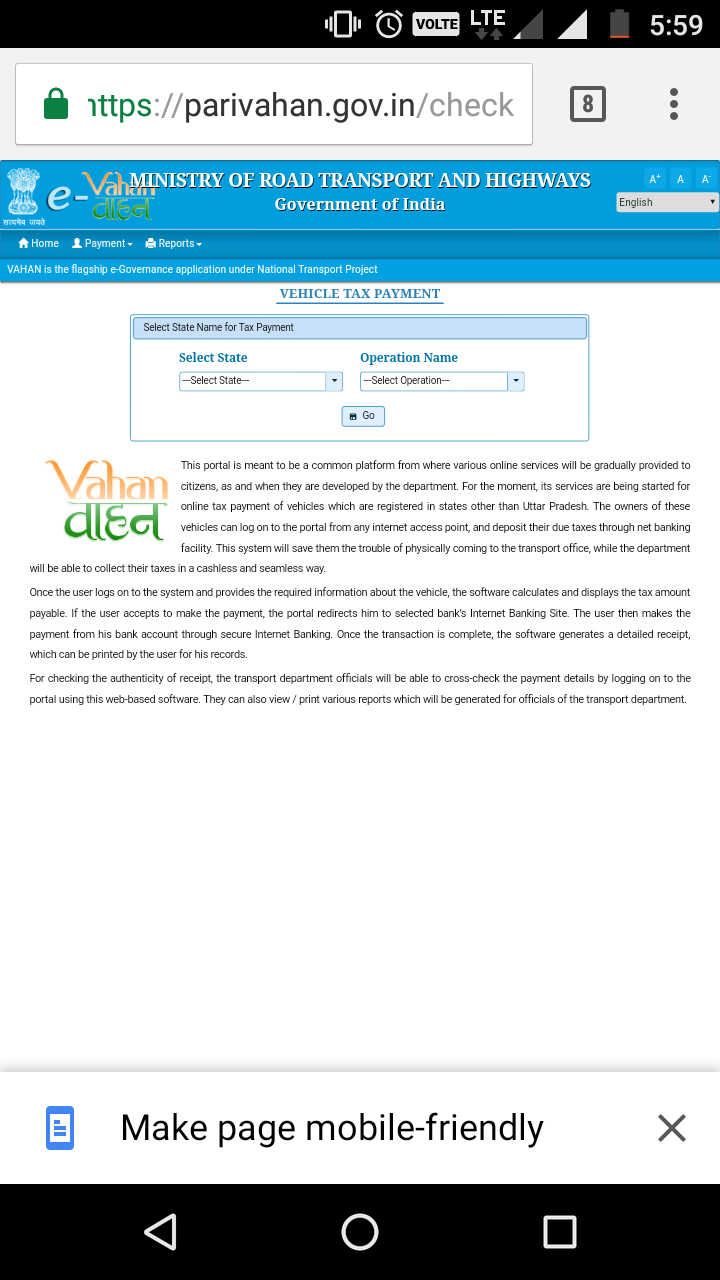 VOLTE LTE 5:59
https://parivahan.gov.in/check
8
सत्यमेव जयते
e-Vahan
वाहन
MINISTRY OF ROAD TRANSPORT AND HIGHWAYS
Government of India
A+ A A-
English
Home Payment Reports
VAHAN is the flagship e-Governance application under National Transport Project
VEHICLE TAX PAYMENT
Select State Name for Tax Payment
Select State Operation Name
---Select State--- ---Select Operation---
Go
Vahan
वाहन
This portal is meant to be a common platform from where various online services will be gradually provided to
citizens, as and when they are developed by the department. For the moment, its services are being started for
online tax payment of vehicles which are registered in states other than Uttar Pradesh. The owners of these
vehicles can log on to the portal from any internet access point, and deposit their due taxes through net banking
facility. This system will save them the trouble of physically coming to the transport office, while the department
will be able to collect their taxes in a cashless and seamless way.
Once the user logs on to the system and provides the required information about the vehicle, the software calculates and displays the tax amount
payable. If the user accepts to make the payment, the portal redirects him to selected bank's Internet Banking Site. The user then makes the
payment from his bank account through secure Internet Banking. Once the transaction is complete, the software generates a detailed receipt,
which can be printed by the user for his records.
For checking the authenticity of receipt, the transport department officials will be able to cross-check the payment details by logging on to the
portal using this web-based software. They can also view / print various reports which will be generated for officials of the transport department.
Make page mobile-friendly